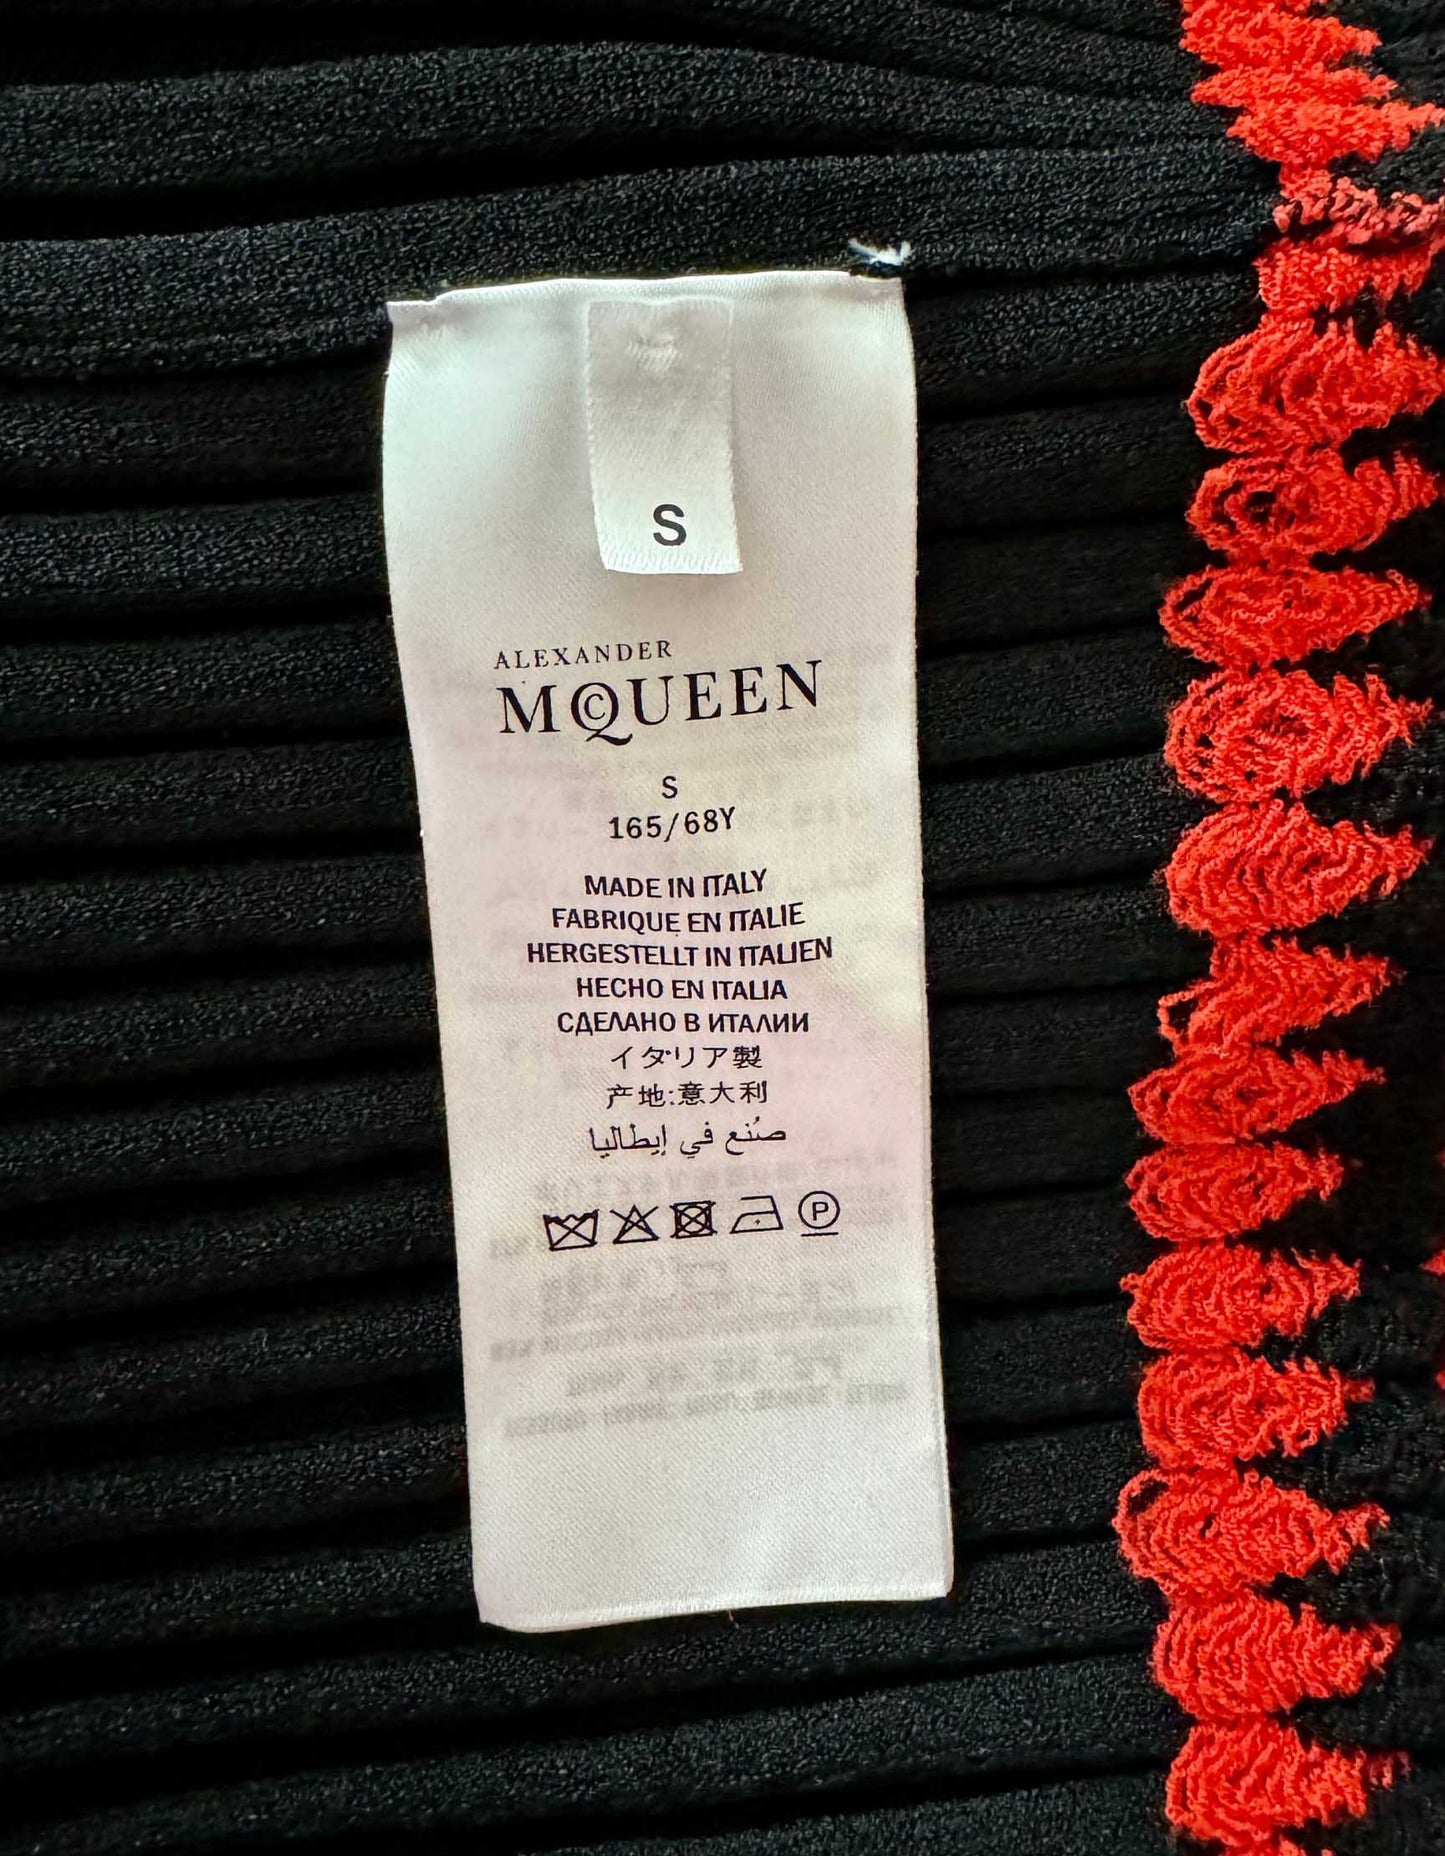 S
ALEXANDER
MCQUEEN
S
165/68Y
MADE IN ITALY
FABRIQUE EN ITALIE
HERGESTELLT IN ITALIEN
HECHO EN ITALIA
СДЕЛАНО В ИТАЛИИ
イタリア製
产地:意大利
صُنع في إيطاليا
P